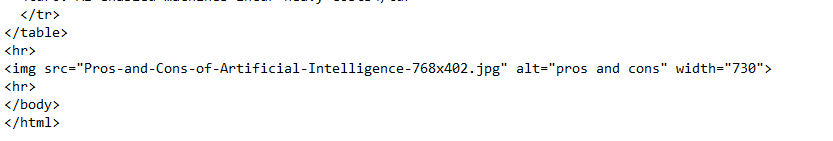 </tr>
</table>
<hr>
<img src="Pros-and-Cons-of-Artificial-Intelligence-768x402.jpg" alt="pros and cons" width="730">
<hr>
</body>
</html>